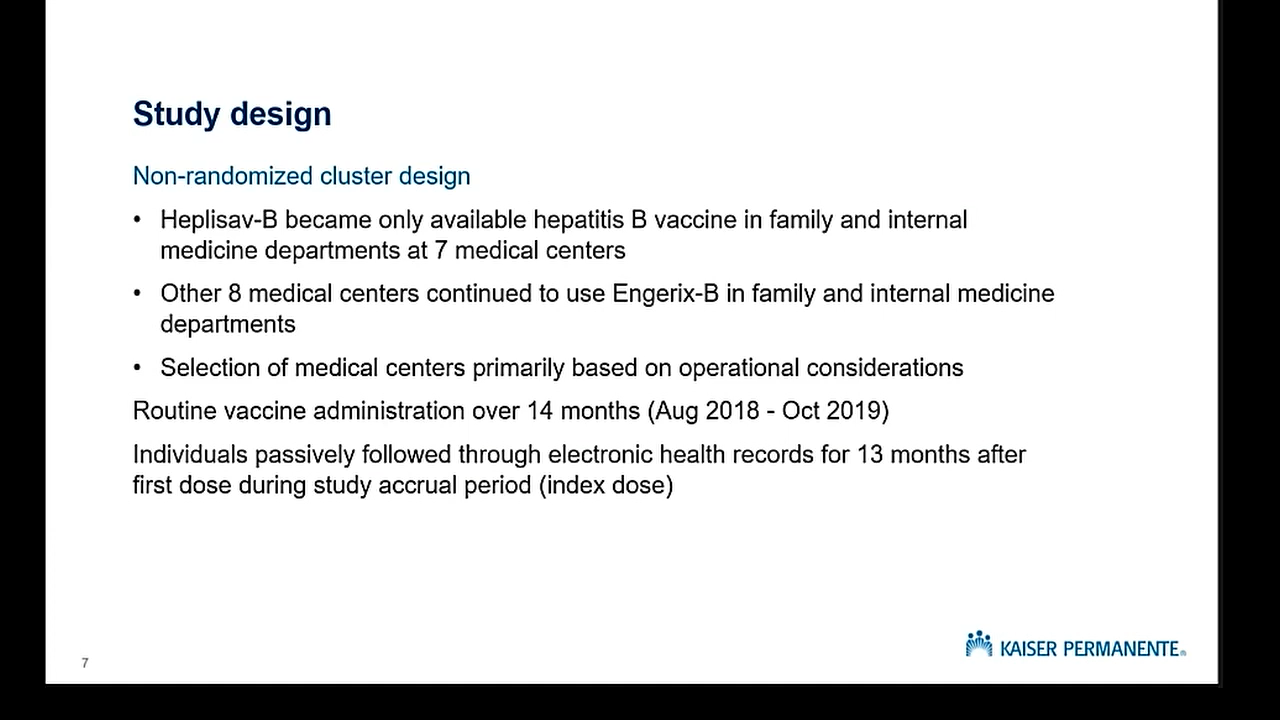 Study design
Non-randomized cluster design
• Heplisav-B became only available hepatitis B vaccine in family and internal
medicine departments at 7 medical centers
• Other 8 medical centers continued to use Engerix-B in family and internal medicine
departments
• Selection of medical centers primarily based on operational considerations
Routine vaccine administration over 14 months (Aug 2018 - Oct 2019)
Individuals passively followed through electronic health records for 13 months after
first dose during study accrual period (index dose)
7
KAISER PERMANENTE®